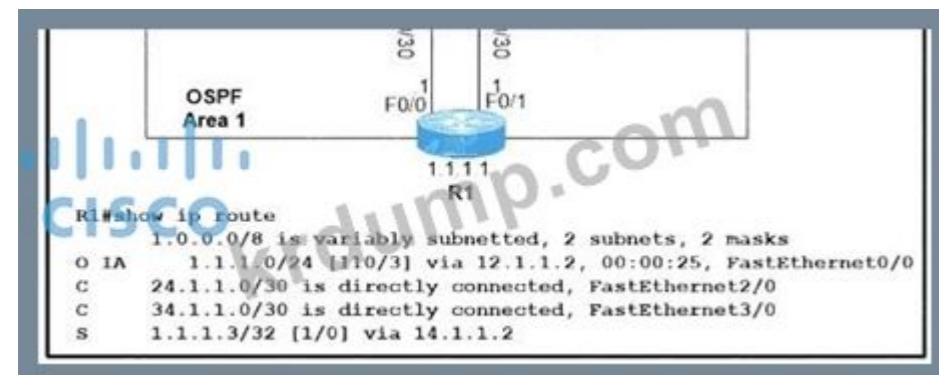 /30
/30
OSPF
Area 1
1
1
F0/0
F0/1
1.1.1.1
R1
CISCO
krdump.com
R1#show ip route
1.0.0.0/8 is variably subnetted, 2 subnets, 2 masks
O IA 1.1.1.0/24 [110/3] via 12.1.1.2, 00:00:25, FastEthernet0/0
C 24.1.1.0/30 is directly connected, FastEthernet2/0
C 34.1.1.0/30 is directly connected, FastEthernet3/0
S 1.1.1.3/32 [1/0] via 14.1.1.2